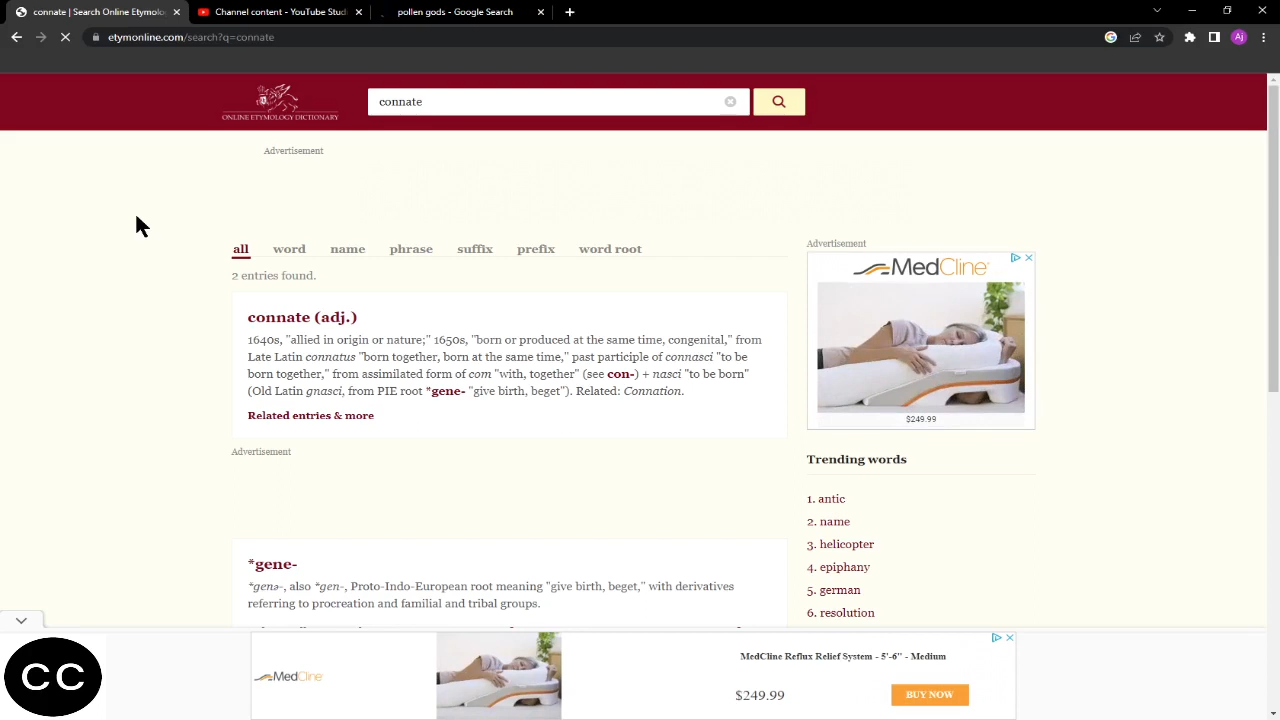 connate | Search Online Etymolog
Content Details - YouTube Stud
pollen gods - Google Search
etymonline.com/search?q=connate
Aj
ONLINE ETYMOLOGY DICTIONARY
connate
Advertisement
all word name phrase suffix prefix word root
2 entries found.
connate (adj.)
1640s, "allied in origin or nature;" 1650s, "born or produced at the same time, congenital," from
Late Latin connatus "born together, born at the same time," past participle of connasci "to be
born together," from assimilated form of com "with, together" (see con-) + nasci "to be born"
(Old Latin gnasci, from PIE root *gene- "give birth, beget"). Related: Connation.
Related entries & more
Advertisement
*gene-
*genə-, also *gen-, Proto-Indo-European root meaning "give birth, beget," with derivatives
referring to procreation and familial and tribal groups.
Advertisement
MedCline
$249.99
Trending words
1. antic
2. name
3. helicopter
4. epiphany
5. german
6. resolution
CC
MedCline
MedCline Reflux Relief System - 5'-6" - Medium
$249.99
BUY NOW